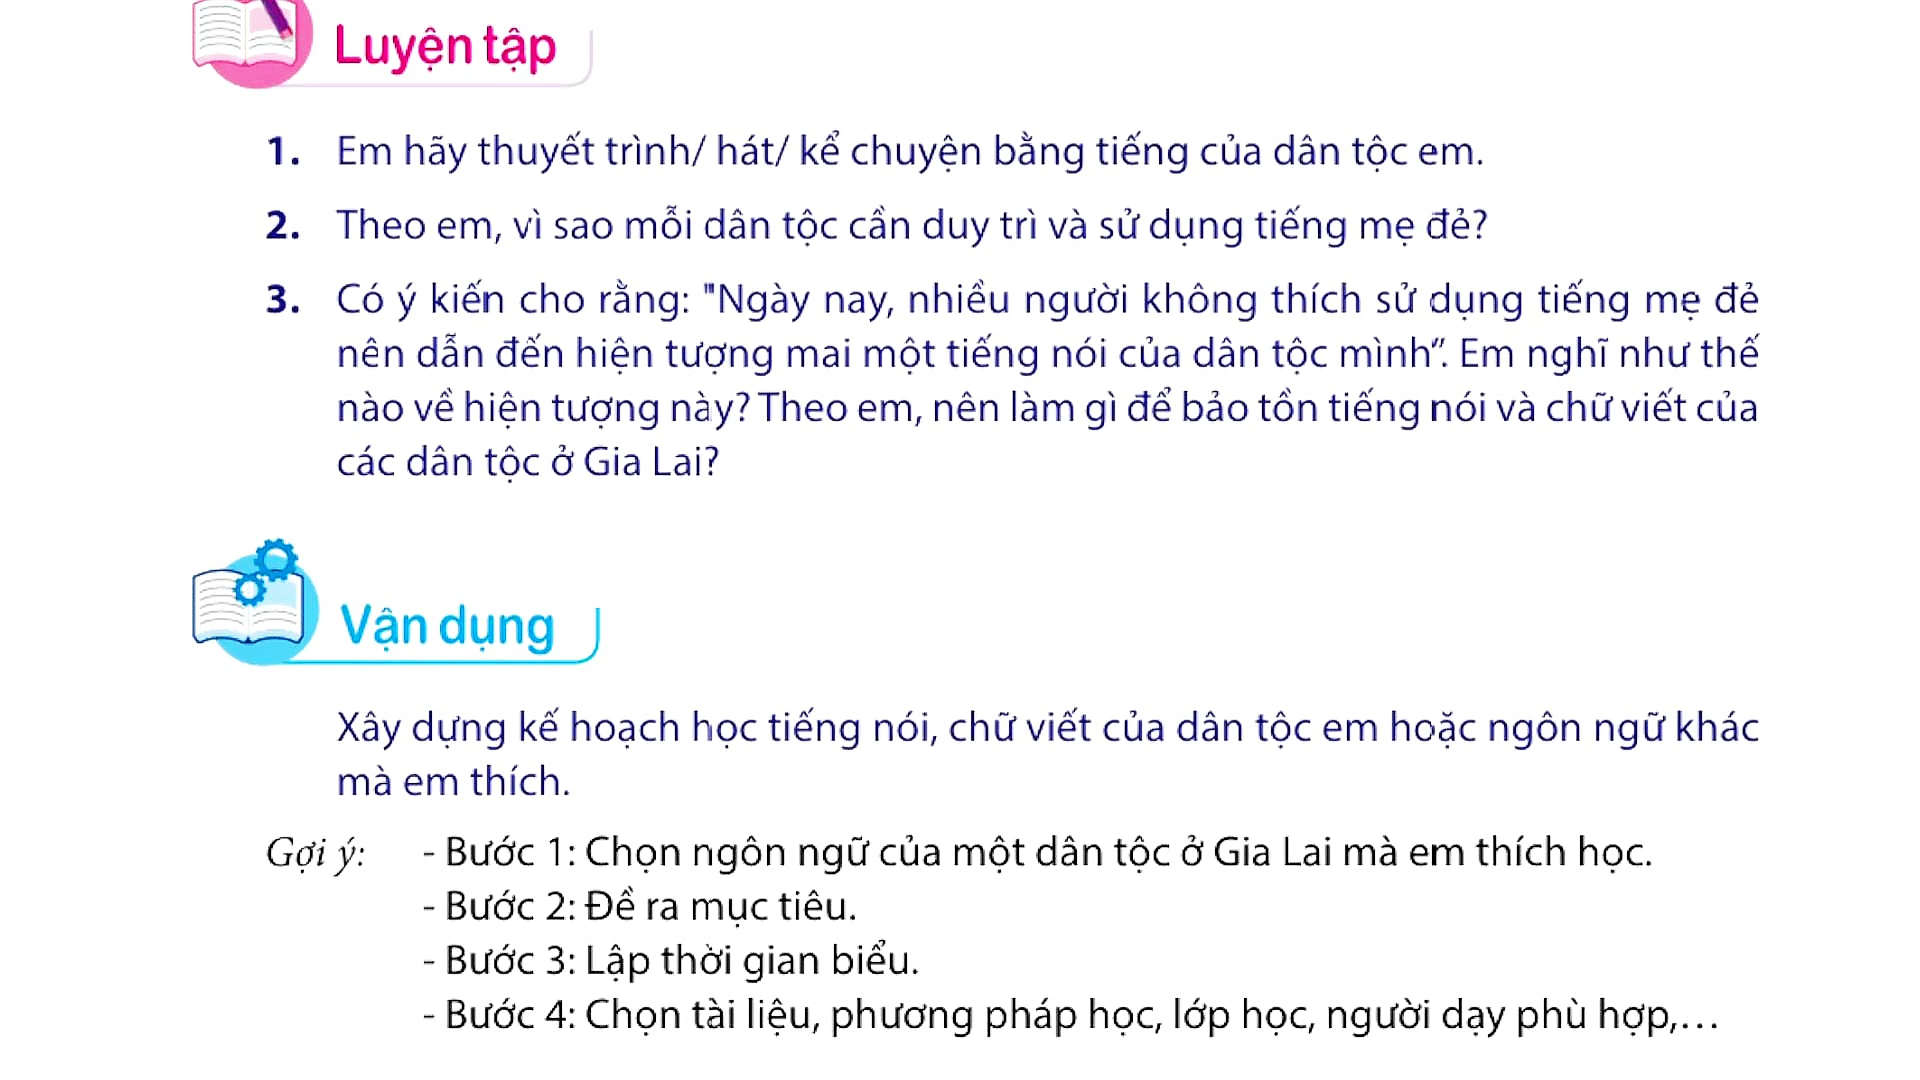 Luyện tập
1. Em hãy thuyết trình/ hát/ kể chuyện bằng tiếng của dân tộc em.
2. Theo em, vì sao mỗi dân tộc cần duy trì và sử dụng tiếng mẹ đẻ?
3. Có ý kiến cho rằng: "Ngày nay, nhiều người không thích sử dụng tiếng mẹ đẻ
nên dẫn đến hiện tượng mai một tiếng nói của dân tộc mình”. Em nghĩ như thế
nào về hiện tượng này? Theo em, nên làm gì để bảo tồn tiếng nói và chữ viết của
các dân tộc ở Gia Lai?
Vận dụng
Xây dựng kế hoạch học tiếng nói, chữ viết của dân tộc em hoặc ngôn ngữ khác
mà em thích.
Gợi ý: - Bước 1: Chọn ngôn ngữ của một dân tộc ở Gia Lai mà em thích học.
- Bước 2: Đề ra mục tiêu.
- Bước 3: Lập thời gian biểu.
- Bước 4: Chọn tài liệu, phương pháp học, lớp học, người dạy phù hợp,…